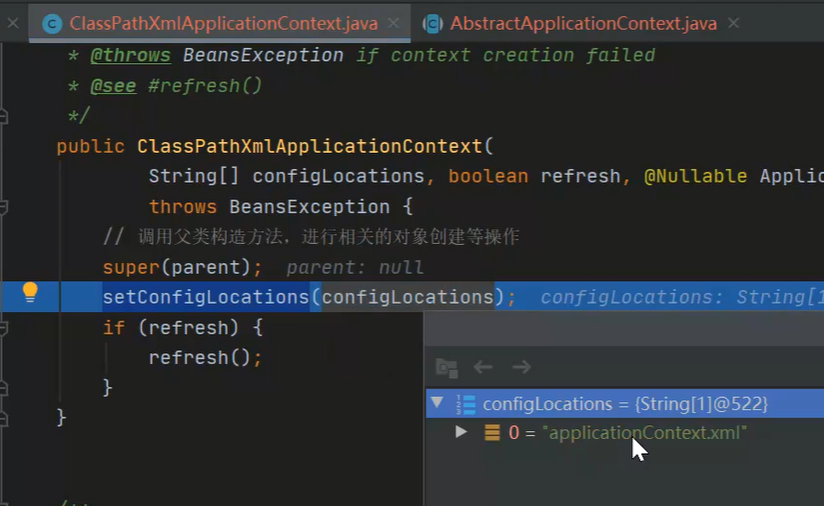 ClassPathXmlApplicationContext.java
AbstractApplicationContext.java
* @throws BeansException if context creation failed
* @see #refresh()
*/
public ClassPathXmlApplicationContext(
String[] configLocations, boolean refresh, @Nullable Applic
throws BeansException {
// 调用父类构造方法，进行相关的对象创建等操作
super(parent); parent: null
setConfigLocations(configLocations); configLocations: String[1
if (refresh) {
refresh();
}
}
configLocations = {String[1]@522}
0 = "applicationContext.xml"